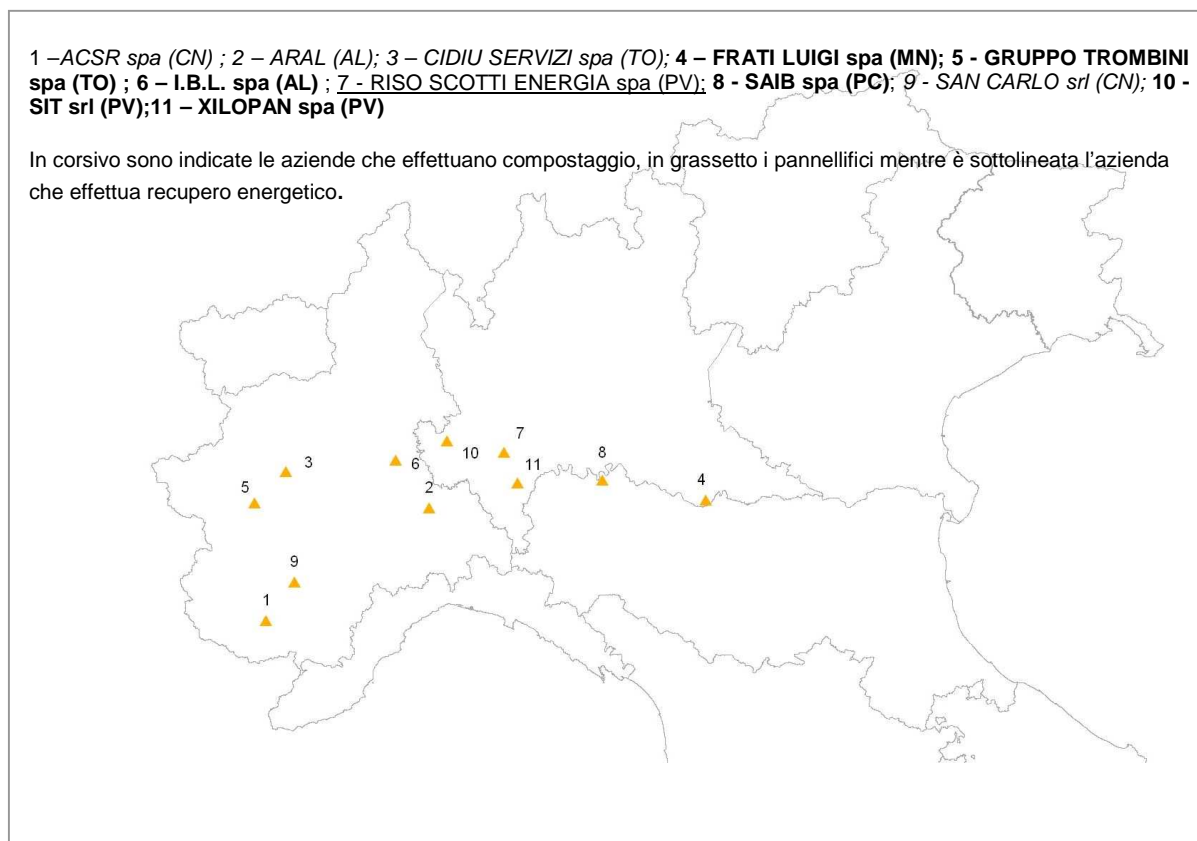 1 –ACSR spa (CN) ; 2 – ARAL (AL); 3 – CIDIU SERVIZI spa (TO); 4 – FRATI LUIGI spa (MN); 5 - GRUPPO TROMBINI
spa (TO) ; 6 – I.B.L. spa (AL) ; 7 - RISO SCOTTI ENERGIA spa (PV); 8 - SAIB spa (PC); 9 - SAN CARLO srl (CN); 10 -
SIT srl (PV);11 – XILOPAN spa (PV)
In corsivo sono indicate le aziende che effettuano compostaggio, in grassetto i pannellifici mentre è sottolineata l’azienda
che effettua recupero energetico.
10
7
3
6
11
8
5
2
4
9
1